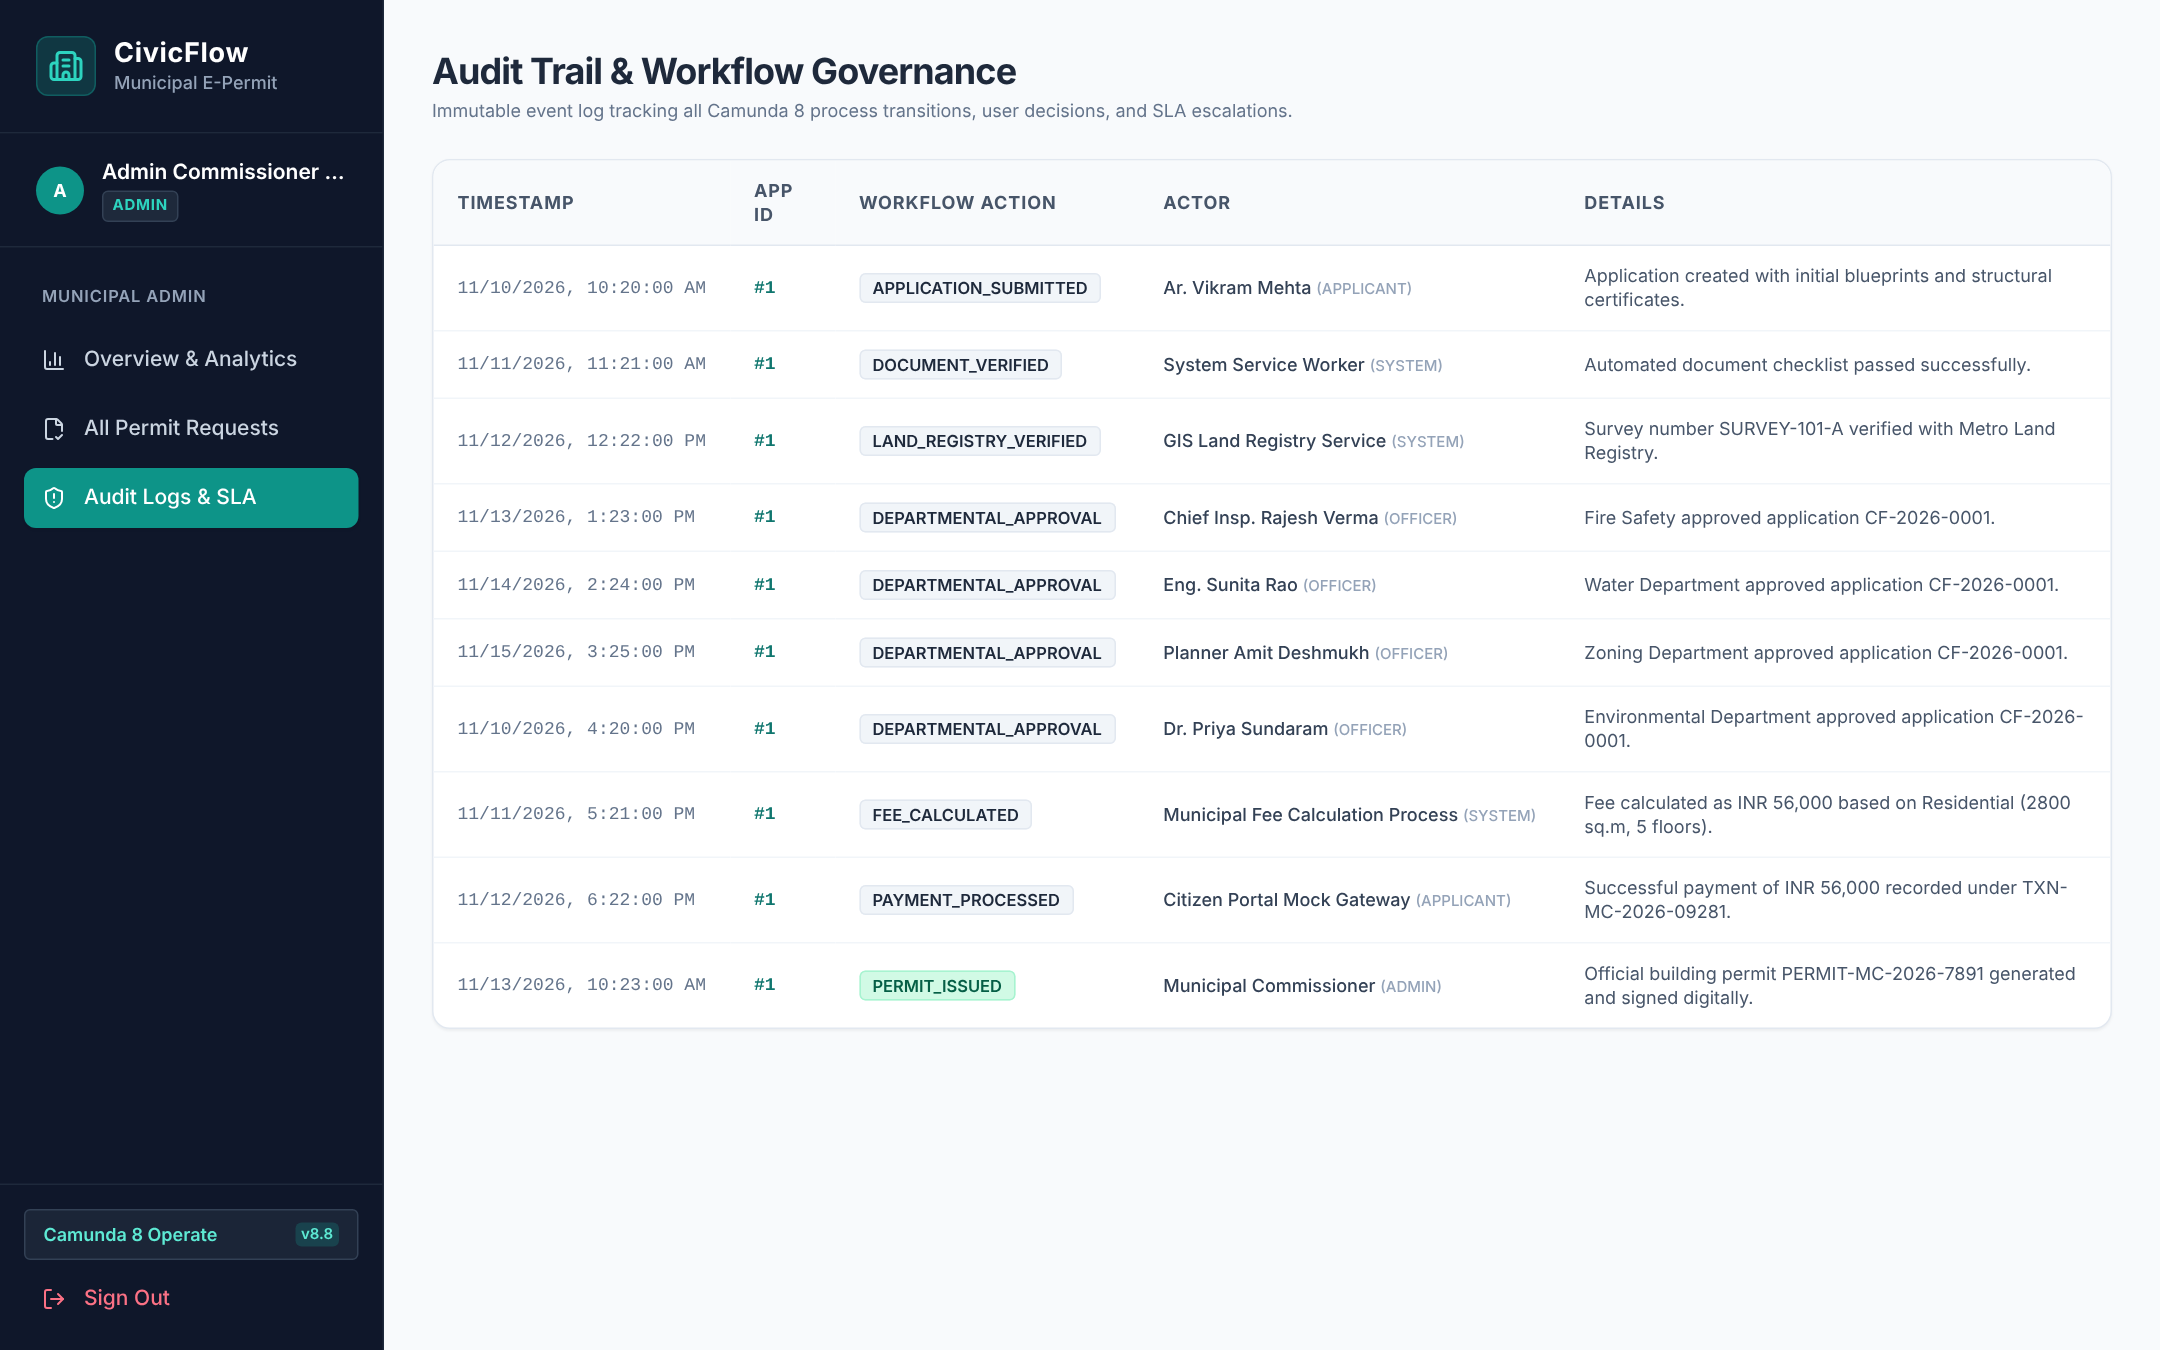 CivicFlow
Municipal E-Permit
Admin Commissioner ...
A
ADMIN
MUNICIPAL ADMIN
Overview & Analytics
All Permit Requests
Audit Logs & SLA
Camunda 8 Operate v8.8
Sign Out
Audit Trail & Workflow Governance
Immutable event log tracking all Camunda 8 process transitions, user decisions, and SLA escalations.
TIMESTAMP APP ID WORKFLOW ACTION ACTOR DETAILS
11/10/2026, 10:20:00 AM #1 APPLICATION_SUBMITTED Ar. Vikram Mehta (APPLICANT) Application created with initial blueprints and structural
certificates.
11/11/2026, 11:21:00 AM #1 DOCUMENT_VERIFIED System Service Worker (SYSTEM) Automated document checklist passed successfully.
11/12/2026, 12:22:00 PM #1 LAND_REGISTRY_VERIFIED GIS Land Registry Service (SYSTEM) Survey number SURVEY-101-A verified with Metro Land
Registry.
11/13/2026, 1:23:00 PM #1 DEPARTMENTAL_APPROVAL Chief Insp. Rajesh Verma (OFFICER) Fire Safety approved application CF-2026-0001.
11/14/2026, 2:24:00 PM #1 DEPARTMENTAL_APPROVAL Eng. Sunita Rao (OFFICER) Water Department approved application CF-2026-0001.
11/15/2026, 3:25:00 PM #1 DEPARTMENTAL_APPROVAL Planner Amit Deshmukh (OFFICER) Zoning Department approved application CF-2026-0001.
11/10/2026, 4:20:00 PM #1 DEPARTMENTAL_APPROVAL Dr. Priya Sundaram (OFFICER) Environmental Department approved application CF-2026-
0001.
11/11/2026, 5:21:00 PM #1 FEE_CALCULATED Municipal Fee Calculation Process (SYSTEM) Fee calculated as INR 56,000 based on Residential (2800
sq.m, 5 floors).
11/12/2026, 6:22:00 PM #1 PAYMENT_PROCESSED Citizen Portal Mock Gateway (APPLICANT) Successful payment of INR 56,000 recorded under TXN-
MC-2026-09281.
11/13/2026, 10:23:00 AM #1 PERMIT_ISSUED Municipal Commissioner (ADMIN) Official building permit PERMIT-MC-2026-7891 generated
and signed digitally.